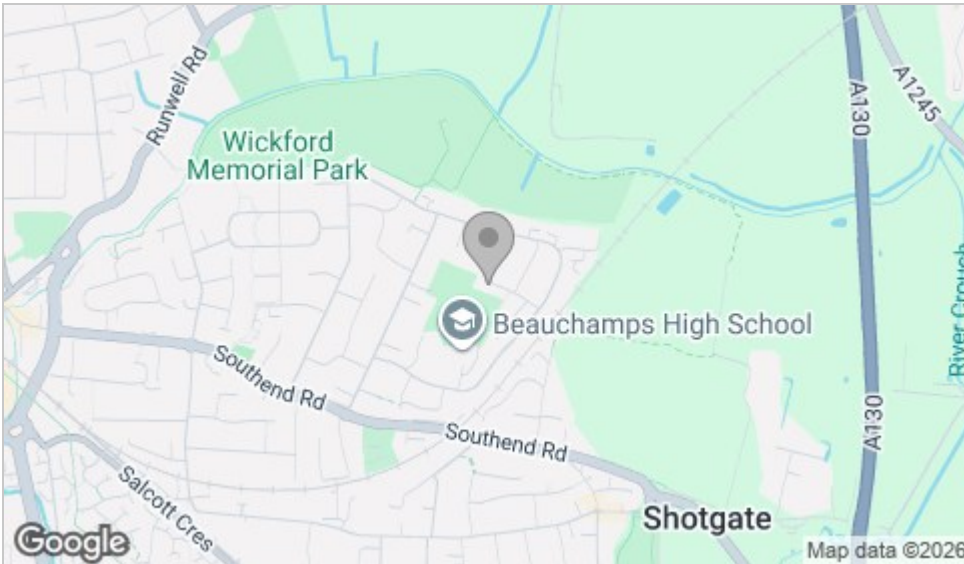 Runwell Rd
Wickford
Memorial Park
A130
A1245
River Crouch
Beauchamps High School
Southend Rd
Southend Rd
A130
Salcott Cres
Shotgate
Google
Map data ©2026